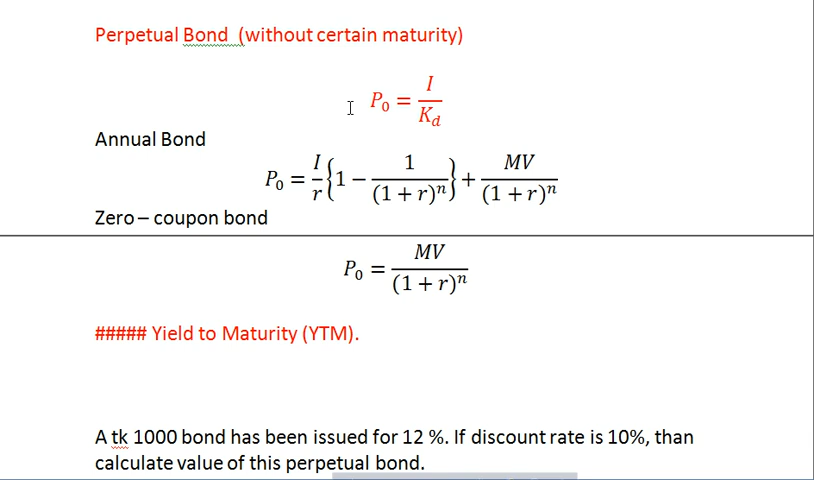 Perpetual Bond (without certain maturity)
P₀ = I / K_d
Annual Bond
P₀ = I/r {1 − 1/(1 + r)ⁿ} + MV/(1 + r)ⁿ
Zero – coupon bond
P₀ = MV/(1 + r)ⁿ
##### Yield to Maturity (YTM).
A tk 1000 bond has been issued for 12 %. If discount rate is 10%, than
calculate value of this perpetual bond.